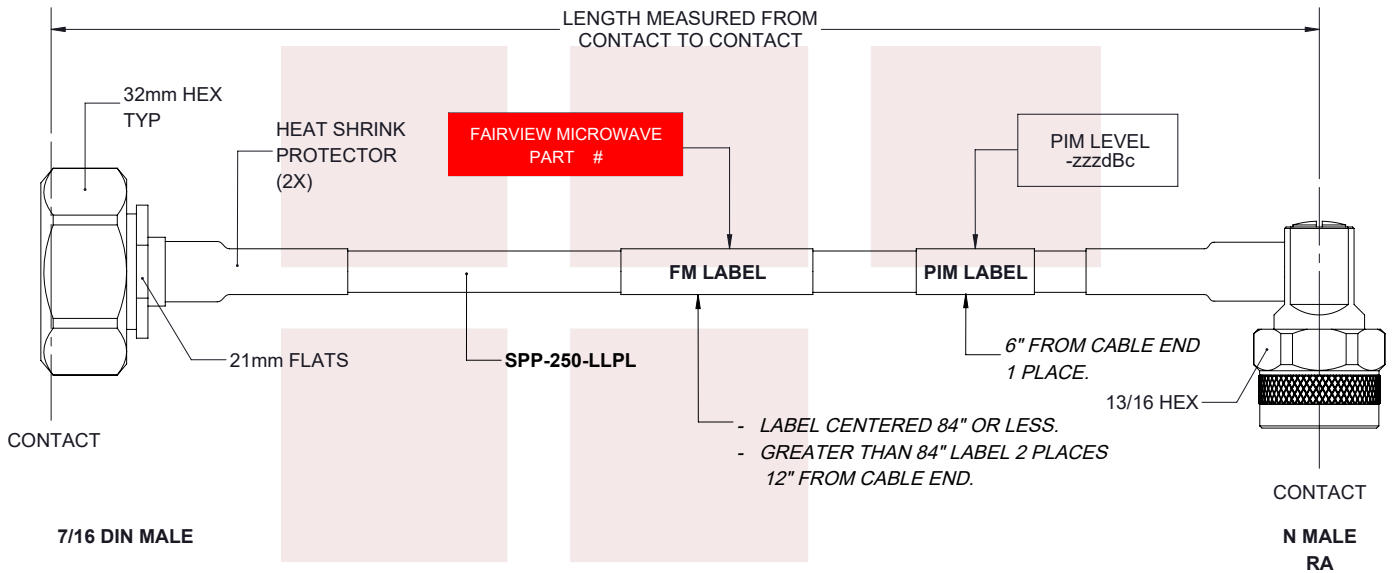 LENGTH MEASURED FROM
CONTACT TO CONTACT
32mm HEX
TYP
HEAT SHRINK
PROTECTOR
(2X)
FAIRVIEW MICROWAVE
PART #
PIM LEVEL
-zzzdBc
FM LABEL
PIM LABEL
21mm FLATS
SPP-250-LLPL
6" FROM CABLE END
1 PLACE.
13/16 HEX
- LABEL CENTERED 84" OR LESS.
- GREATER THAN 84" LABEL 2 PLACES
12" FROM CABLE END.
CONTACT
CONTACT
7/16 DIN MALE
N MALE
RA